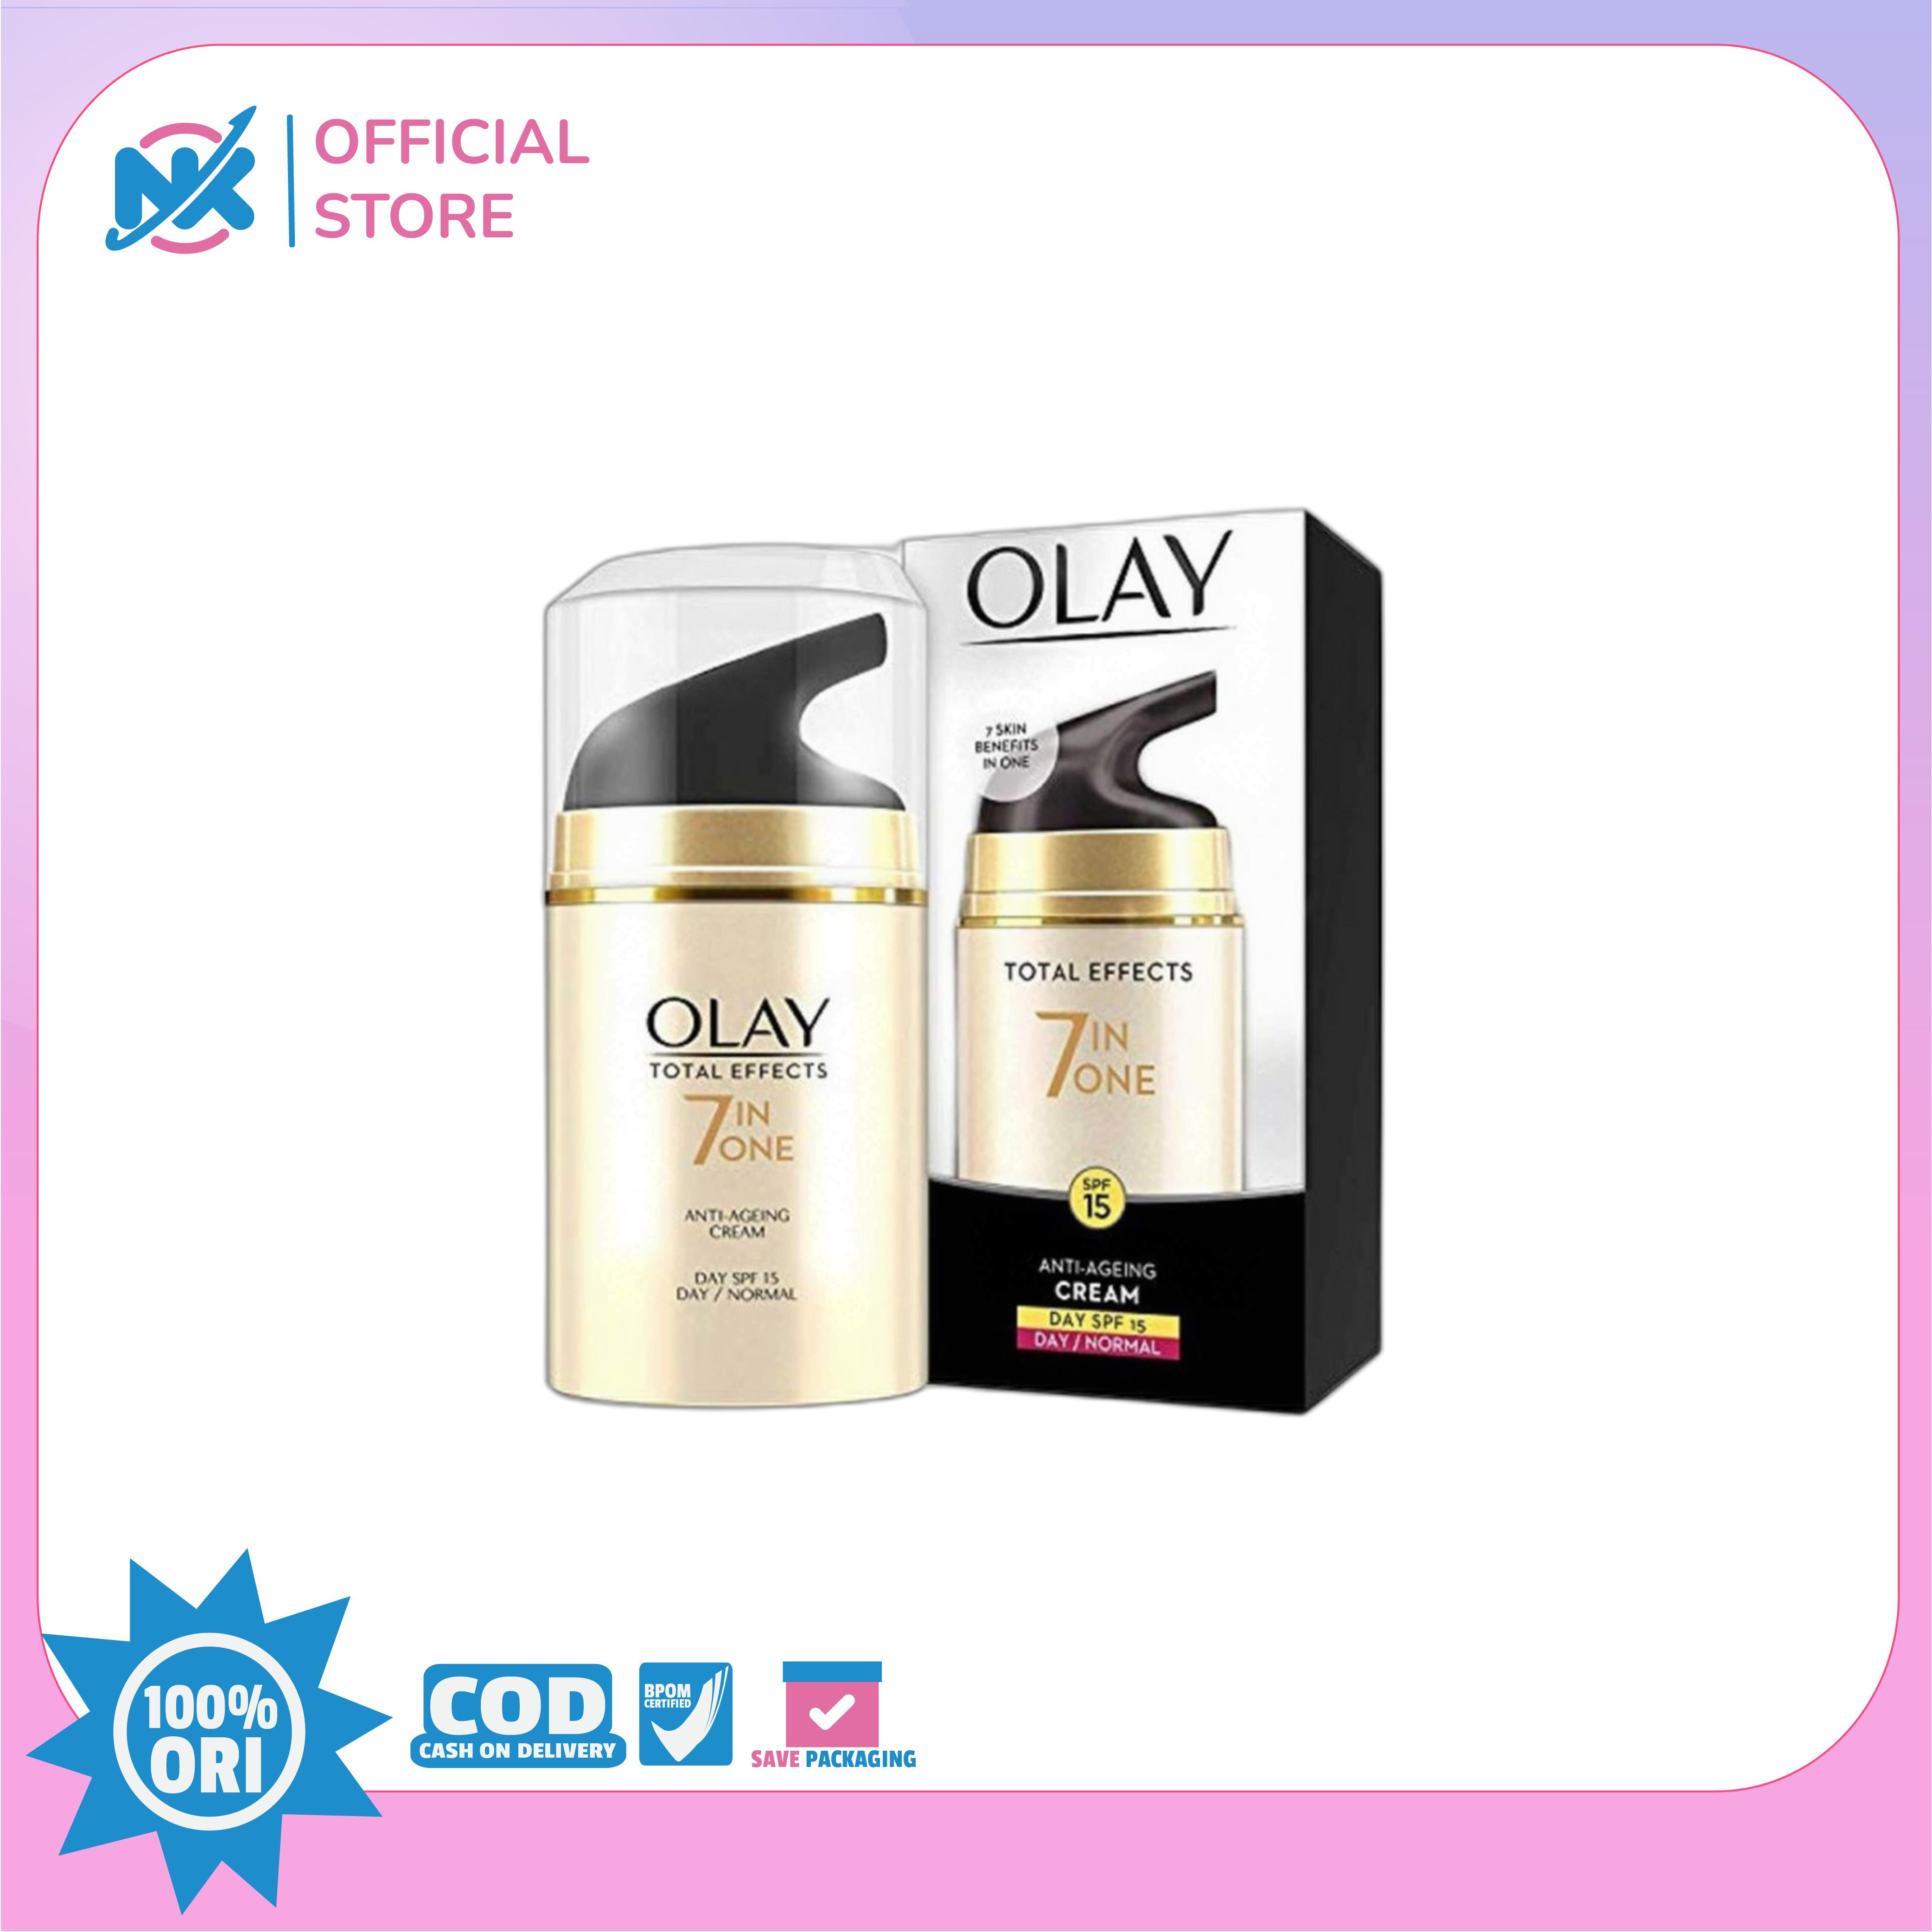 NK
OFFICIAL
STORE
OLAY
7 SKIN
BENEFITS
IN ONE
TOTAL EFFECTS
7 IN
ONE
SPF
15
ANTI-AGEING
CREAM
DAY SPF 15
DAY / NORMAL
OLAY
TOTAL EFFECTS
7 IN
ONE
ANTI-AGEING
CREAM
DAY SPF 15
DAY / NORMAL
100%
ORI
COD
CASH ON DELIVERY
BPOM
CERTIFIED
SAVE PACKAGING